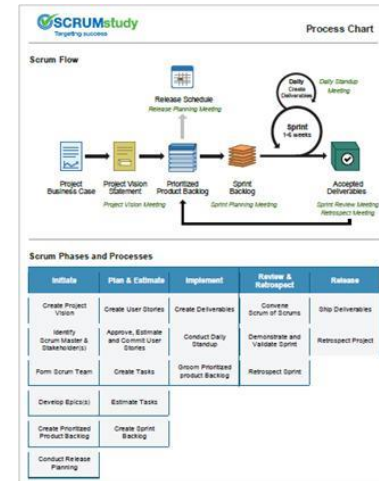 SCRUMstudy
Targeting success
Process Chart
Scrum Flow
Daily
Create
Deliverables
Daily Standup
Meeting
Release Schedule
Release Planning Meeting
Sprint
1-6 weeks
Project
Business Case
Project Vision
Statement
Prioritized
Product Backlog
Sprint
Backlog
Accepted
Deliverables
Project Vision Meeting
Sprint Planning Meeting
Sprint Review Meeting
Retrospect Meeting
Scrum Phases and Processes
Initiate
Plan & Estimate
Implement
Review &
Retrospect
Release
Create Project
Vision
Create User Stories
Create Deliverables
Convene
Scrum of Scrums
Ship Deliverables
Identify
Scrum Master &
Stakeholder(s)
Approve, Estimate
and Commit User
Stories
Conduct Daily
Standup
Demonstrate and
Validate Sprint
Retrospect Project
Form Scrum Team
Create Tasks
Groom Prioritized
product Backlog
Retrospect Sprint
Develop Epics(s)
Estimate Tasks
Create Prioritized
Product Backlog
Create Sprint
Backlog
Conduct Release
Planning